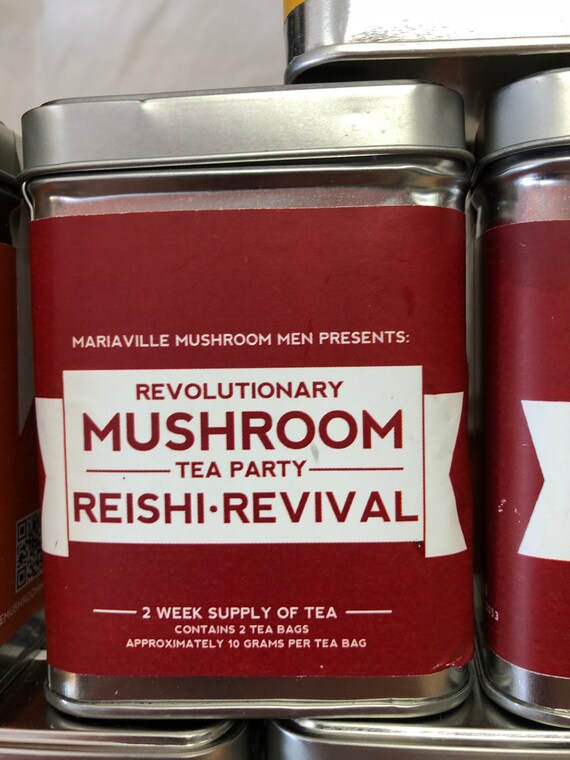 MARIAVILLE MUSHROOM MEN PRESENTS:
REVOLUTIONARY
MUSHROOM
TEA PARTY
REISHI·REVIVAL
2 WEEK SUPPLY OF TEA
CONTAINS 2 TEA BAGS
APPROXIMATELY 10 GRAMS PER TEA BAG